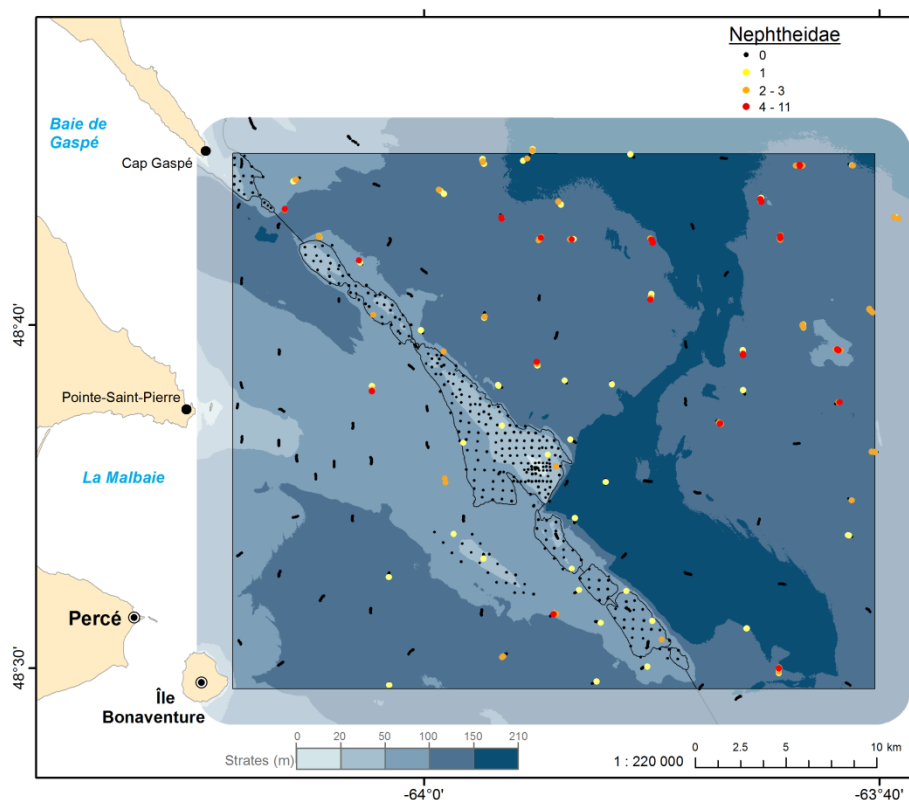 Nephtheidae
0
1
2 - 3
4 - 11
Baie de
Gaspé
Cap Gaspé
48°40'
Pointe-Saint-Pierre
La Malbaie
Percé
48°30'
Île
Bonaventure
0 20 50 100 150 210
Strates (m)
0 2.5 5 10 km
1 : 220 000
-64°0'
-63°40'